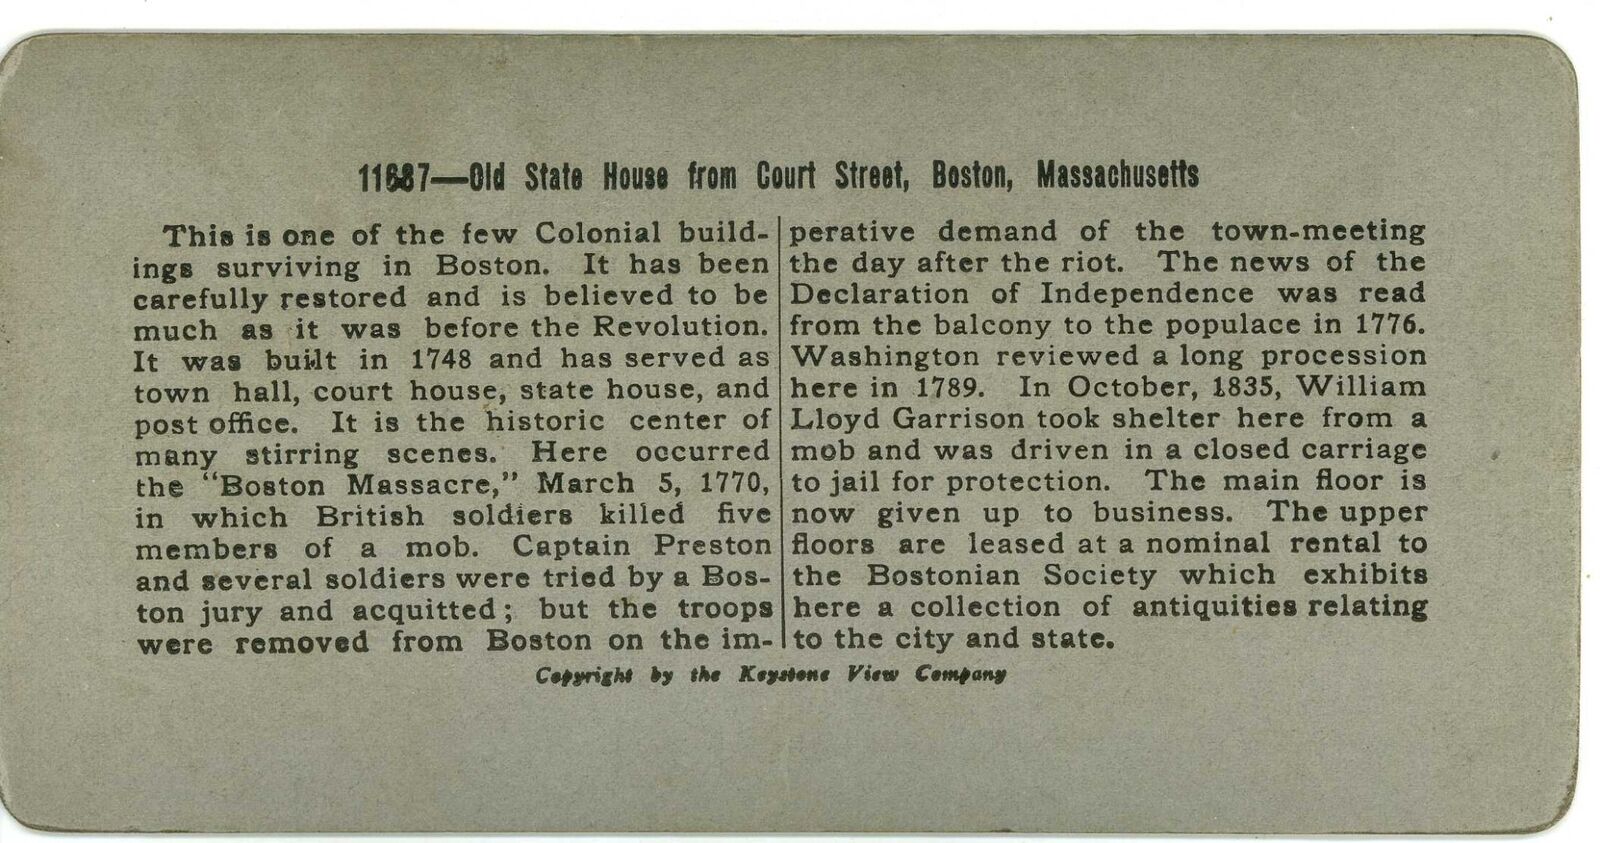 11687—Old State House from Court Street, Boston, Massachusetts
This is one of the few Colonial build-
ings surviving in Boston. It has been
carefully restored and is believed to be
much as it was before the Revolution.
It was built in 1748 and has served as
town hall, court house, state house, and
post office. It is the historic center of
many stirring scenes. Here occurred
the "Boston Massacre," March 5, 1770,
in which British soldiers killed five
members of a mob. Captain Preston
and several soldiers were tried by a Bos-
ton jury and acquitted; but the troops
were removed from Boston on the im-
perative demand of the town-meeting
the day after the riot. The news of the
Declaration of Independence was read
from the balcony to the populace in 1776.
Washington reviewed a long procession
here in 1789. In October, 1835, William
Lloyd Garrison took shelter here from a
mob and was driven in a closed carriage
to jail for protection. The main floor is
now given up to business. The upper
floors are leased at a nominal rental to
the Bostonian Society which exhibits
here a collection of antiquities relating
to the city and state.
Copyright by the Keystone View Company